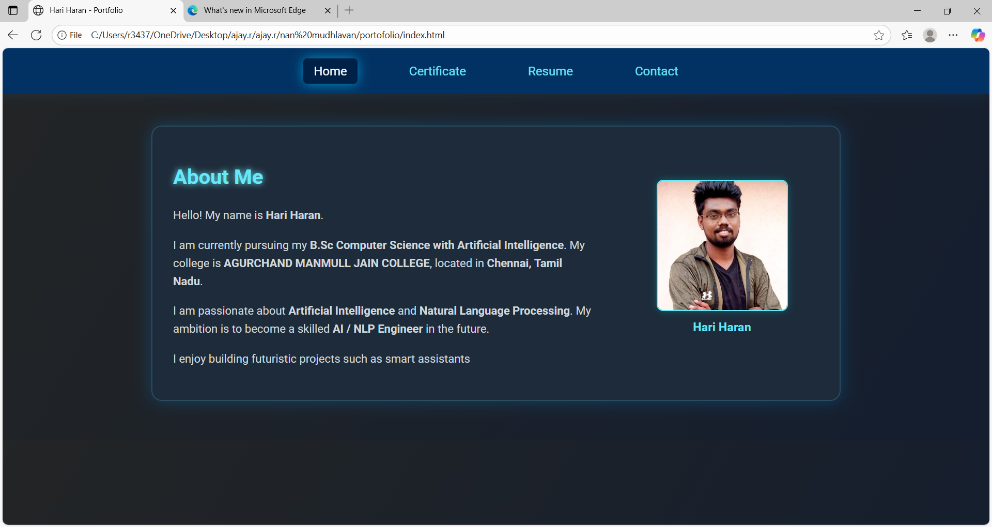 Hari Haran - Portfolio
What's new in Microsoft Edge
File C:/Users/r3437/OneDrive/Desktop/ajay.r/ajay.r/nan%20mudhlavan/portofolio/index.html
Home Certificate Resume Contact
About Me
Hello! My name is Hari Haran.
I am currently pursuing my B.Sc Computer Science with Artificial Intelligence. My
college is AGURCHAND MANMULL JAIN COLLEGE, located in Chennai, Tamil
Nadu.
I am passionate about Artificial Intelligence and Natural Language Processing. My
ambition is to become a skilled AI / NLP Engineer in the future.
I enjoy building futuristic projects such as smart assistants
Hari Haran